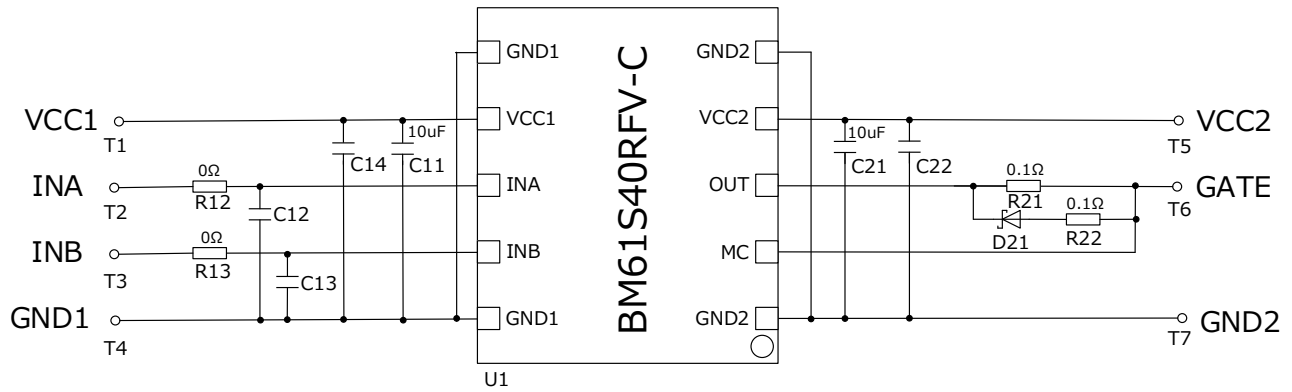 GND1
GND2
VCC1
T1
10uF
C14
C11
VCC1
VCC2
10uF
C21
C22
VCC2
T5
INA
T2
0Ω
R12
C12
INA
OUT
0.1Ω
R21
GATE
T6
D21
0.1Ω
R22
INB
T3
0Ω
R13
C13
INB
MC
GND1
T4
GND1
GND2
GND2
T7
BM61S40RFV-C
U1